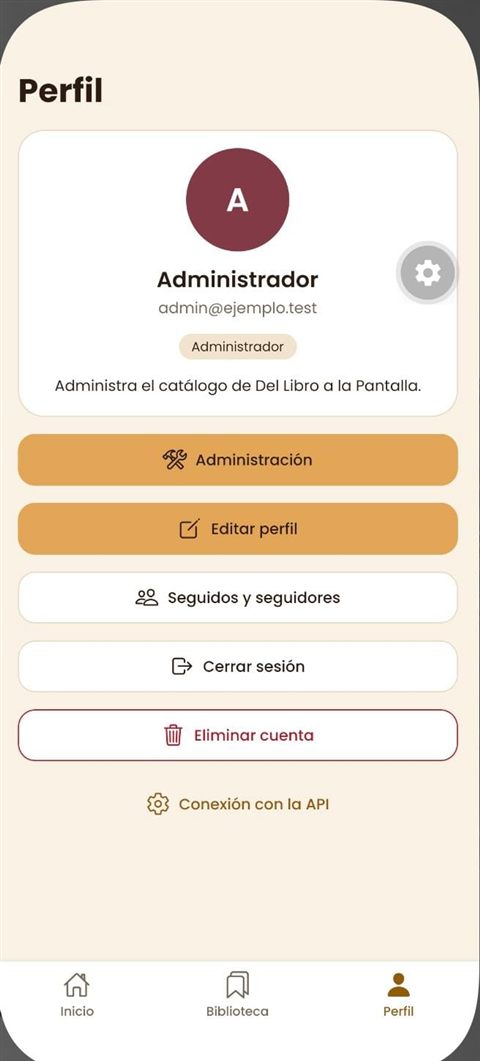 Perfil
A
Administrador
admin@ejemplo.test
Administrador
Administra el catálogo de Del Libro a la Pantalla.
Administración
Editar perfil
Seguidos y seguidores
Cerrar sesión
Eliminar cuenta
Conexión con la API
Inicio
Biblioteca
Perfil